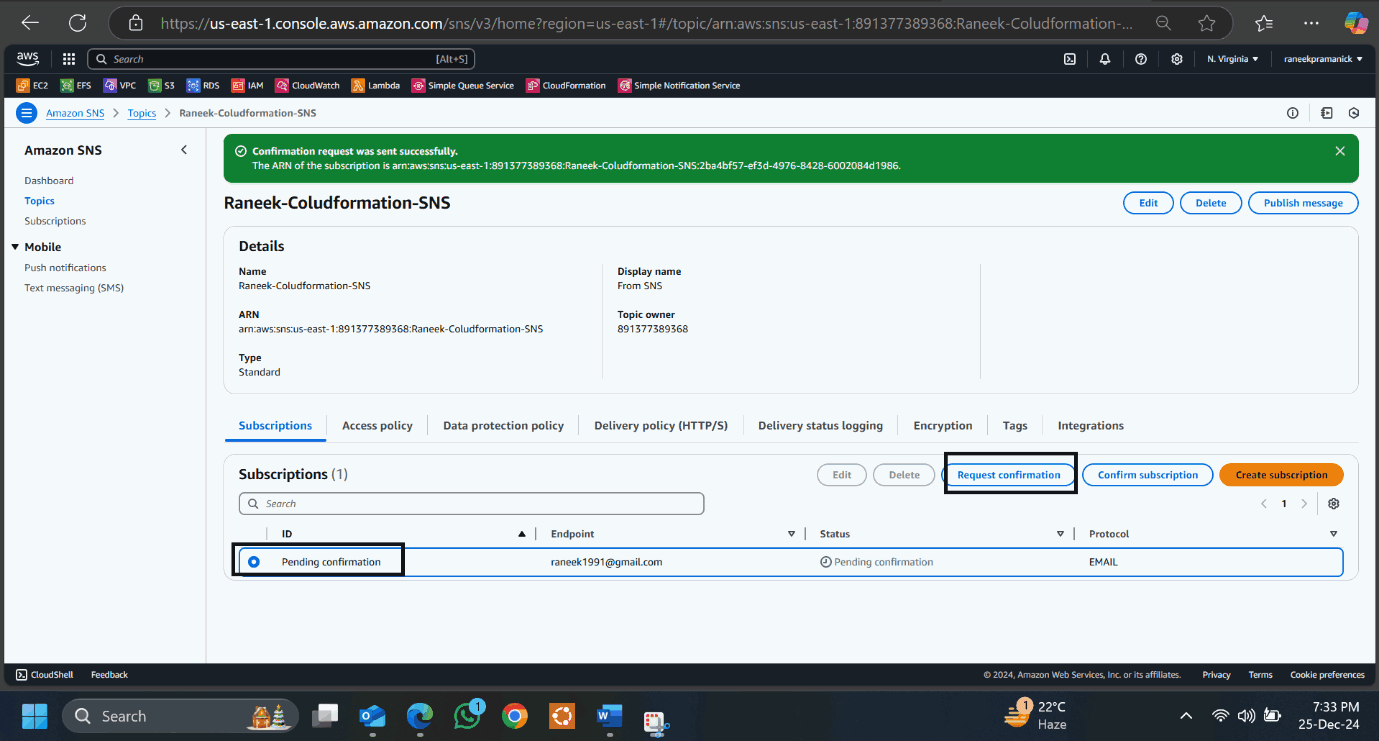 https://us-east-1.console.aws.amazon.com/sns/v3/home?region=us-east-1#/topic/arn:aws:sns:us-east-1:891377389368:Raneek-Coludformation-...
aws Search [Alt+S] N. Virginia raneekpramanick
EC2 EFS VPC S3 RDS IAM CloudWatch Lambda Simple Queue Service CloudFormation Simple Notification Service
Amazon SNS Topics Raneek-Coludformation-SNS
Amazon SNS
Dashboard
Topics
Subscriptions
Mobile
Push notifications
Text messaging (SMS)
Confirmation request was sent successfully.
The ARN of the subscription is arn:aws:sns:us-east-1:891377389368:Raneek-Coludformation-SNS:2ba4bf57-ef3d-4976-8428-6002084d1986.
Raneek-Coludformation-SNS Edit Delete Publish message
Details
Name
Raneek-Coludformation-SNS
ARN
arn:aws:sns:us-east-1:891377389368:Raneek-Coludformation-SNS
Type
Standard
Display name
From SNS
Topic owner
891377389368
Subscriptions Access policy Data protection policy Delivery policy (HTTP/S) Delivery status logging Encryption Tags Integrations
Subscriptions (1) Edit Delete Request confirmation Confirm subscription Create subscription
Search 1
ID Endpoint Status Protocol
Pending confirmation raneek1991@gmail.com Pending confirmation EMAIL
CloudShell Feedback © 2024, Amazon Web Services, Inc. or its affiliates. Privacy Terms Cookie preferences
Search 1 1 22°C 7:33 PM
Haze 25-Dec-24